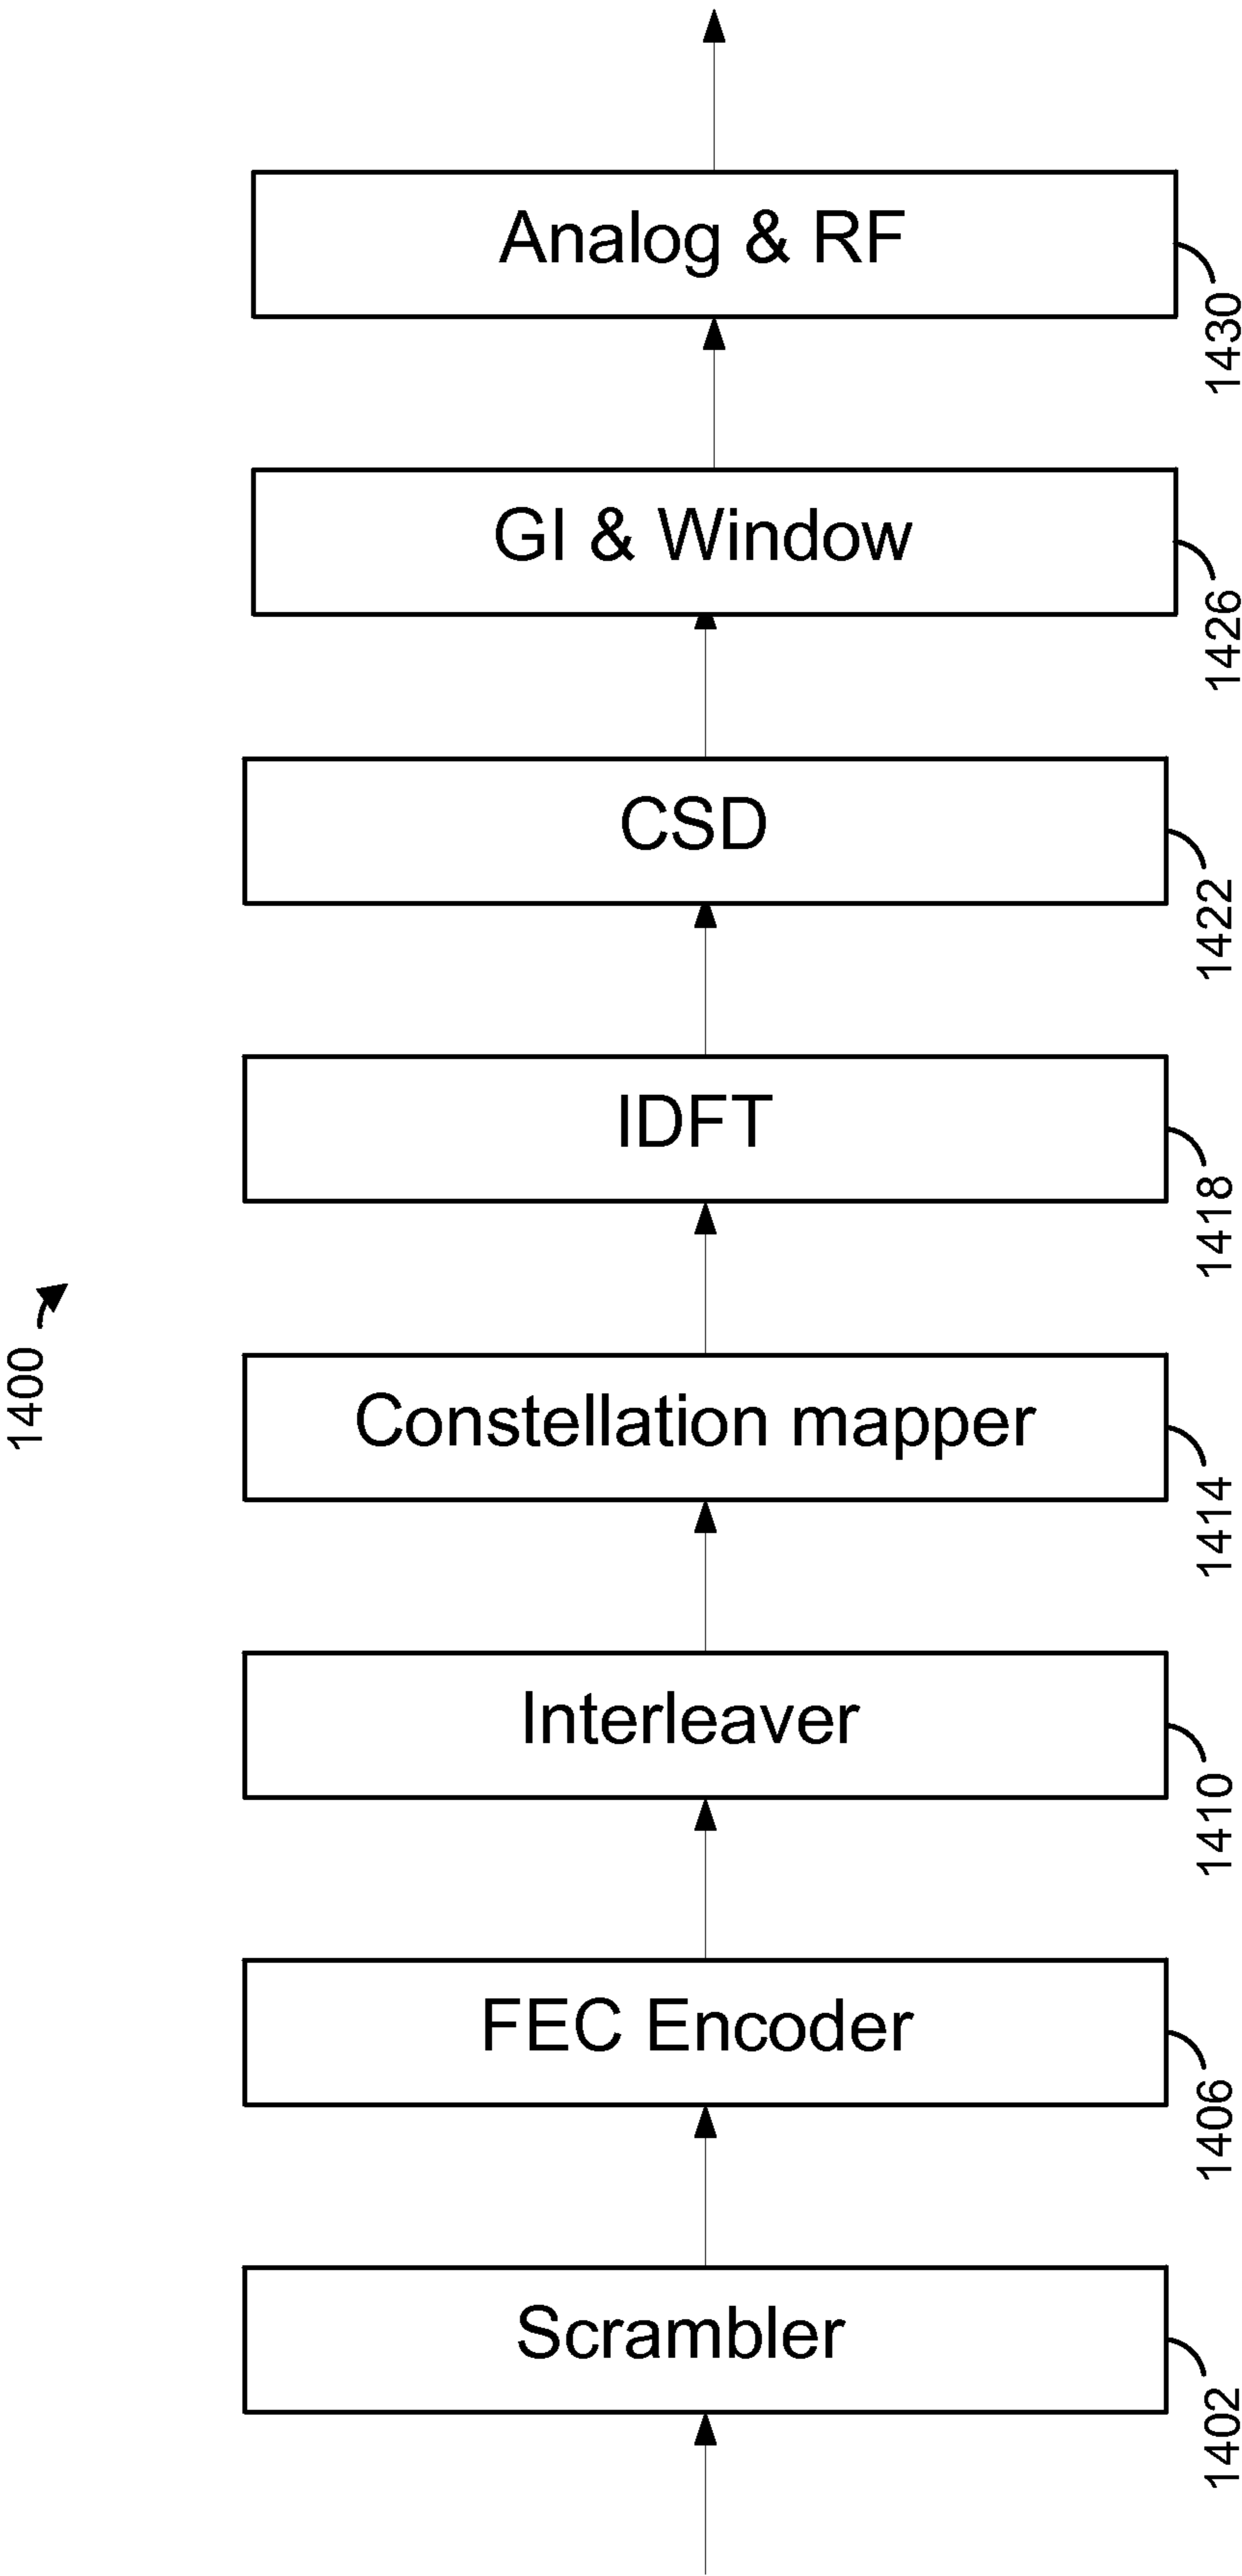 1400
Analog & RF
1430
GI & Window
1426
CSD
1422
IDFT
1418
Constellation mapper
1414
Interleaver
1410
FEC Encoder
1406
Scrambler
1402